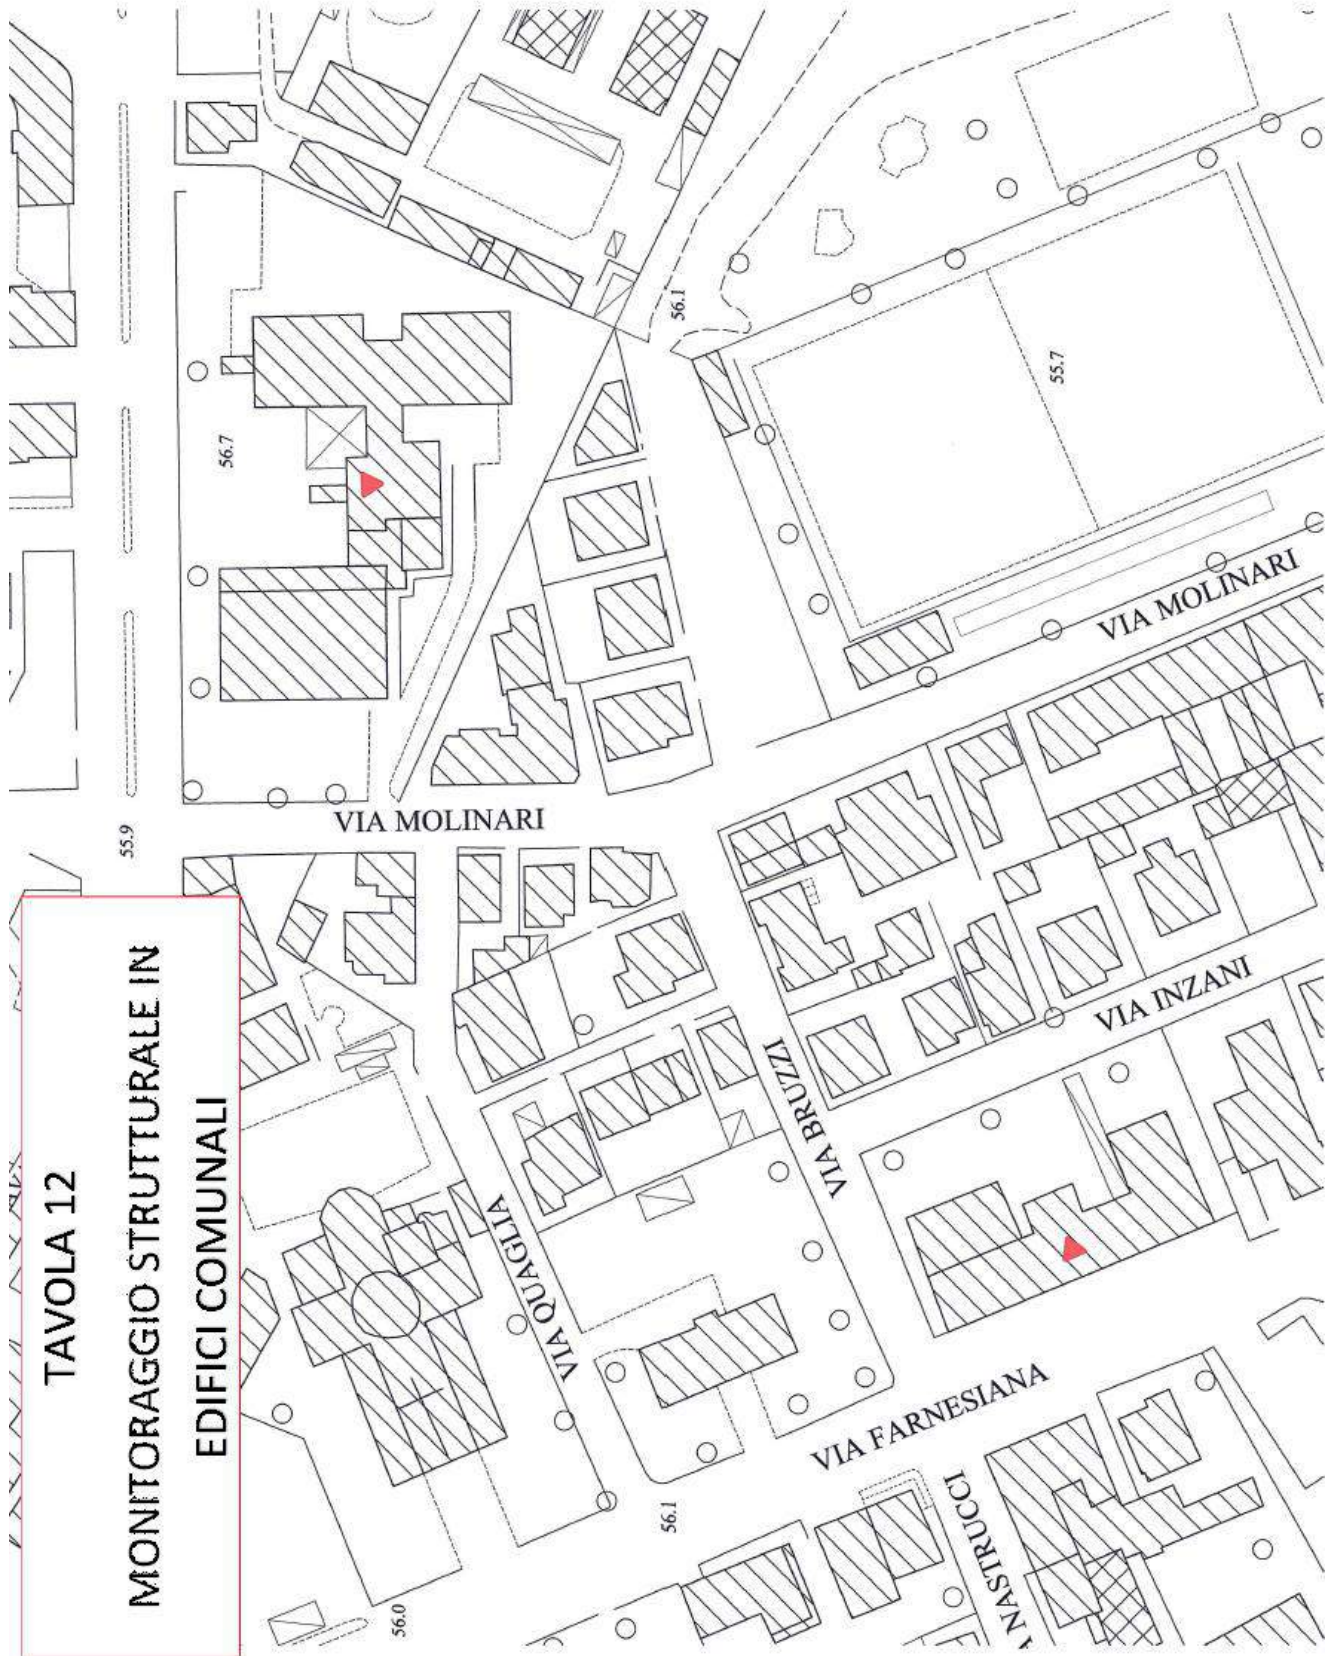 TAVOLA 12
MONITORAGGIO STRUTTURALE IN
EDIFICI COMUNALI
56.7
56.1
55.7
55.9
VIA MOLINARI
VIA MOLINARI
VIA INZANI
VIA BRUZZI
VIA QUAGLIA
VIA FARNESIANA
A NASTRUCCI
56.1
56.0